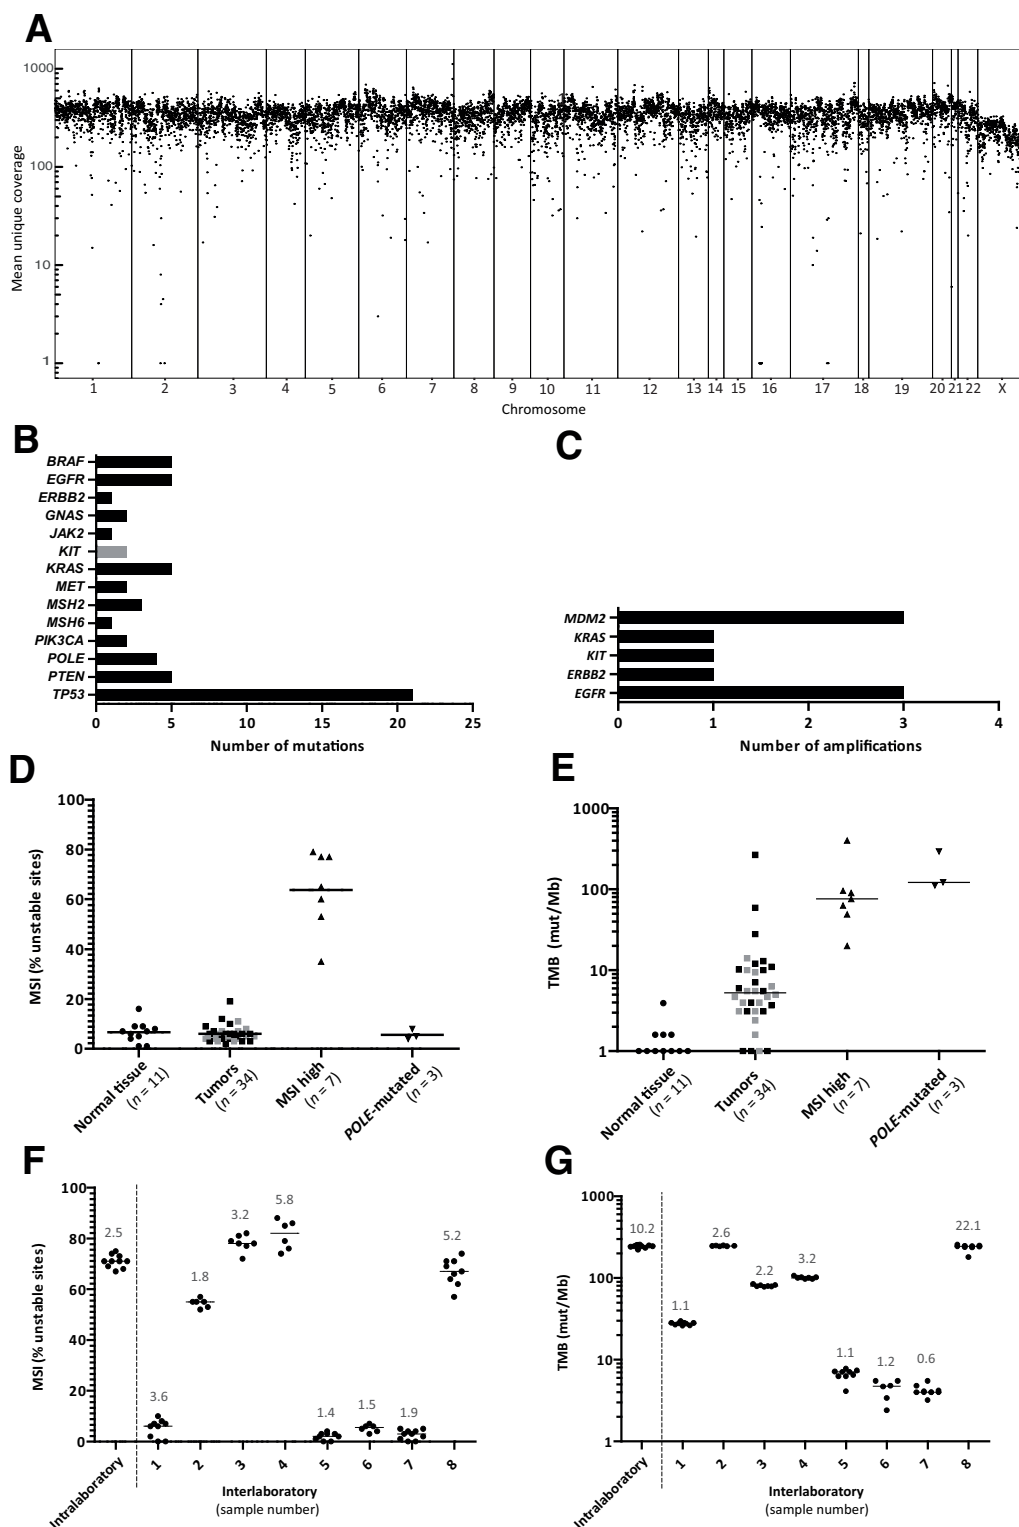 A
Mean unique coverage
1000
100
10
1
1 2 3 4 5 6 7 8 9 10 11 12 13 14 15 16 17 18 19 20 21 22 X
Chromosome
B
BRAF
EGFR
ERBB2
GNAS
JAK2
KIT
KRAS
MET
MSH2
MSH6
PIK3CA
POLE
PTEN
TP53
0 5 10 15 20 25
Number of mutations
C
MDM2
KRAS
KIT
ERBB2
EGFR
0 1 2 3 4
Number of amplifications
D
MSI (% unstable sites)
100
80
60
40
20
0
Normal tissue
(n = 11)
Tumors
(n = 34)
MSI high
(n = 7)
POLE-mutated
(n = 3)
E
TMB (mut/Mb)
1000
100
10
1
Normal tissue
(n = 11)
Tumors
(n = 34)
MSI high
(n = 7)
POLE-mutated
(n = 3)
F
MSI (% unstable sites)
100
80
60
40
20
0
2.5 3.6 1.8 3.2 5.8 1.4 1.5 1.9 5.2
Intralaboratory 1 2 3 4 5 6 7 8
Interlaboratory
(sample number)
G
TMB (mut/Mb)
1000
100
10
1
10.2 1.1 2.6 2.2 3.2 1.1 1.2 0.6 22.1
Intralaboratory 1 2 3 4 5 6 7 8
Interlaboratory
(sample number)